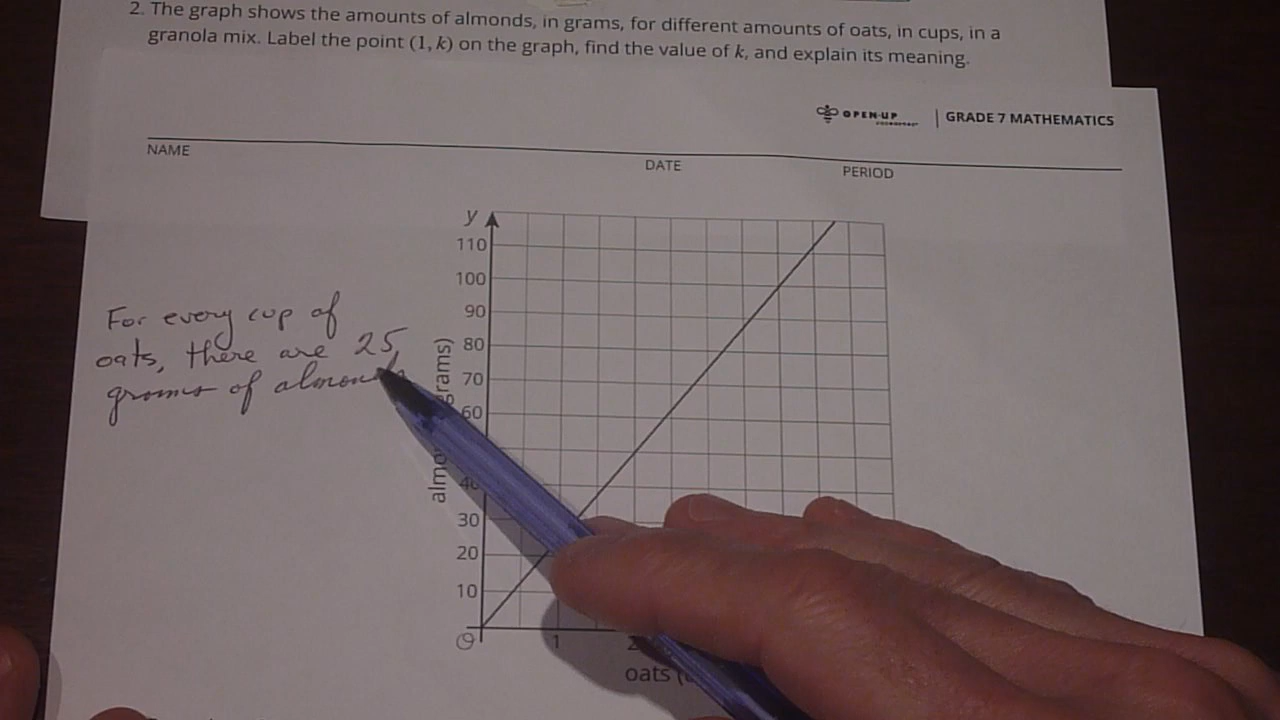 2. The graph shows the amounts of almonds, in grams, for different amounts of oats, in cups, in a
granola mix. Label the point (1, k) on the graph, find the value of k, and explain its meaning.
OPEN-UP
GRADE 7 MATHEMATICS
NAME
DATE
PERIOD
For every cup of
oats, there are 25
grams of almonds
y
110
100
90
80
70
60
40
30
20
10
0
1
2
oats